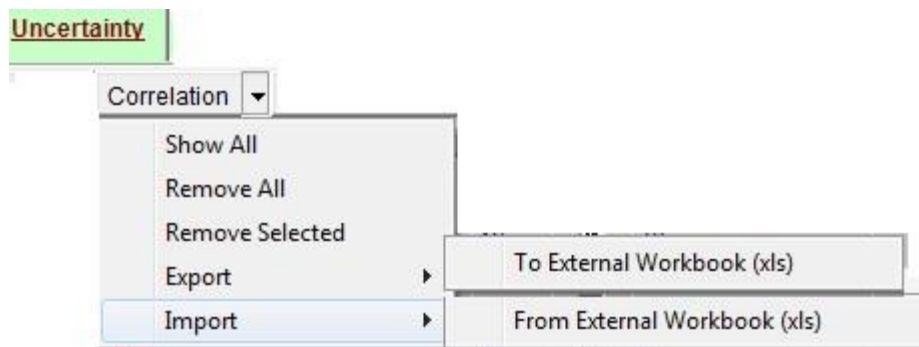 Uncertainty
Correlation
Show All
Remove All
Remove Selected
Export
To External Workbook (xls)
Import
From External Workbook (xls)